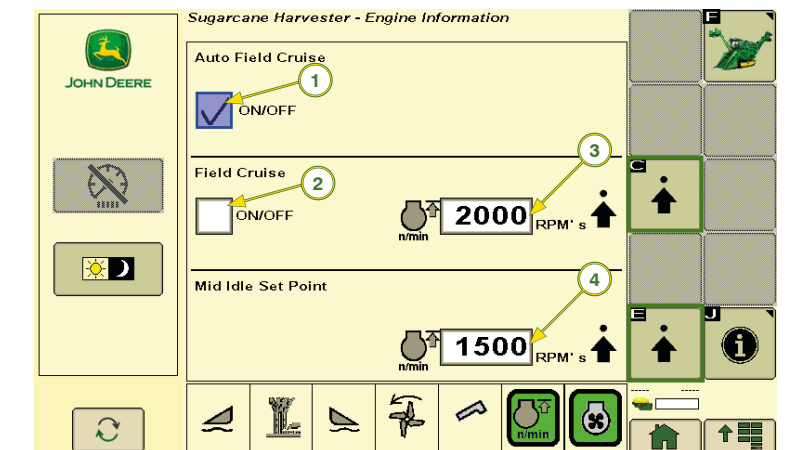 Sugarcane Harvester - Engine Information
F
JOHN DEERE
Auto Field Cruise
1
ON/OFF
3
Field Cruise
2
C
ON/OFF
2000
RPM' s
n/min
Mid Idle Set Point
4
E
J
1500
RPM' s
n/min
n/min